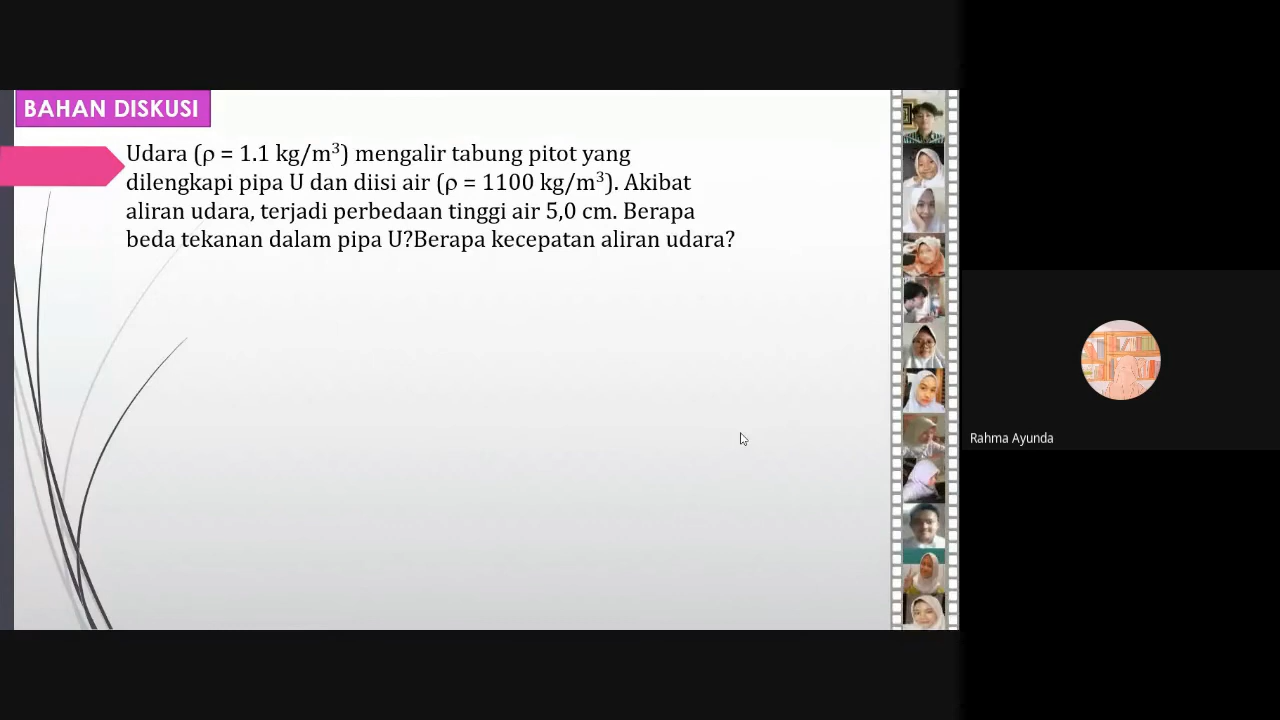 BAHAN DISKUSI
Udara (ρ = 1.1 kg/m³) mengalir tabung pitot yang
dilengkapi pipa U dan diisi air (ρ = 1100 kg/m³). Akibat
aliran udara, terjadi perbedaan tinggi air 5,0 cm. Berapa
beda tekanan dalam pipa U?Berapa kecepatan aliran udara?
Rahma Ayunda